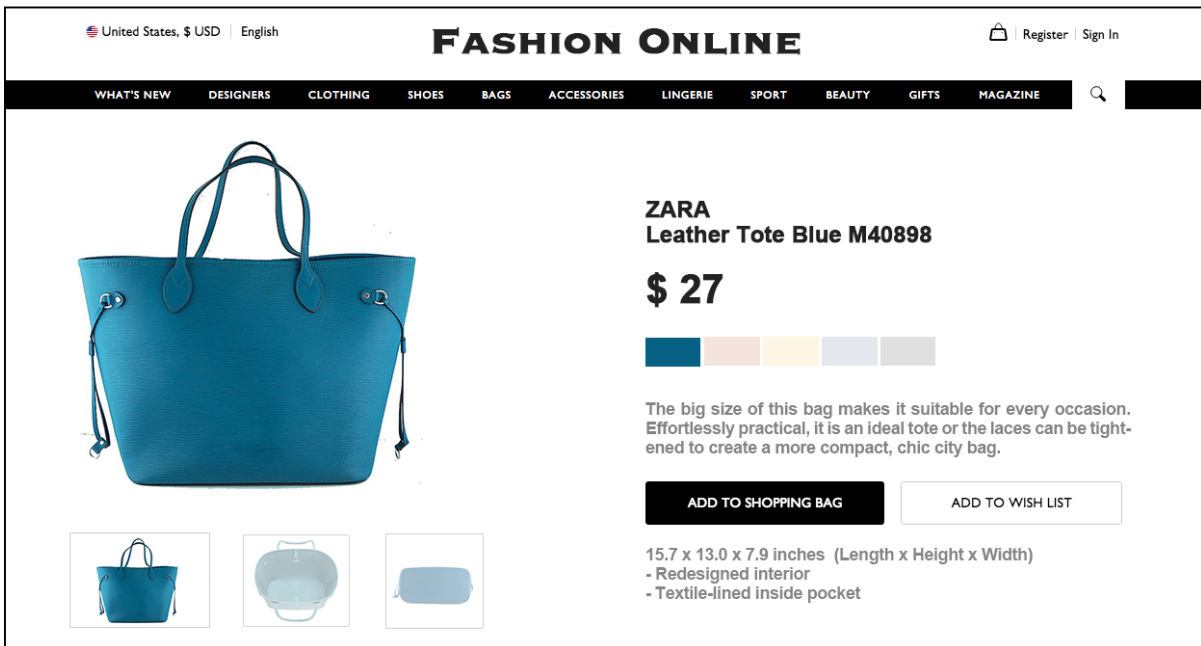 United States, $ USD English
FASHION ONLINE
Register Sign In
WHAT'S NEW DESIGNERS CLOTHING SHOES BAGS ACCESSORIES LINGERIE SPORT BEAUTY GIFTS MAGAZINE
ZARA
Leather Tote Blue M40898
$ 27
The big size of this bag makes it suitable for every occasion.
Effortlessly practical, it is an ideal tote or the laces can be tight-
ened to create a more compact, chic city bag.
ADD TO SHOPPING BAG ADD TO WISH LIST
15.7 x 13.0 x 7.9 inches (Length x Height x Width)
- Redesigned interior
- Textile-lined inside pocket